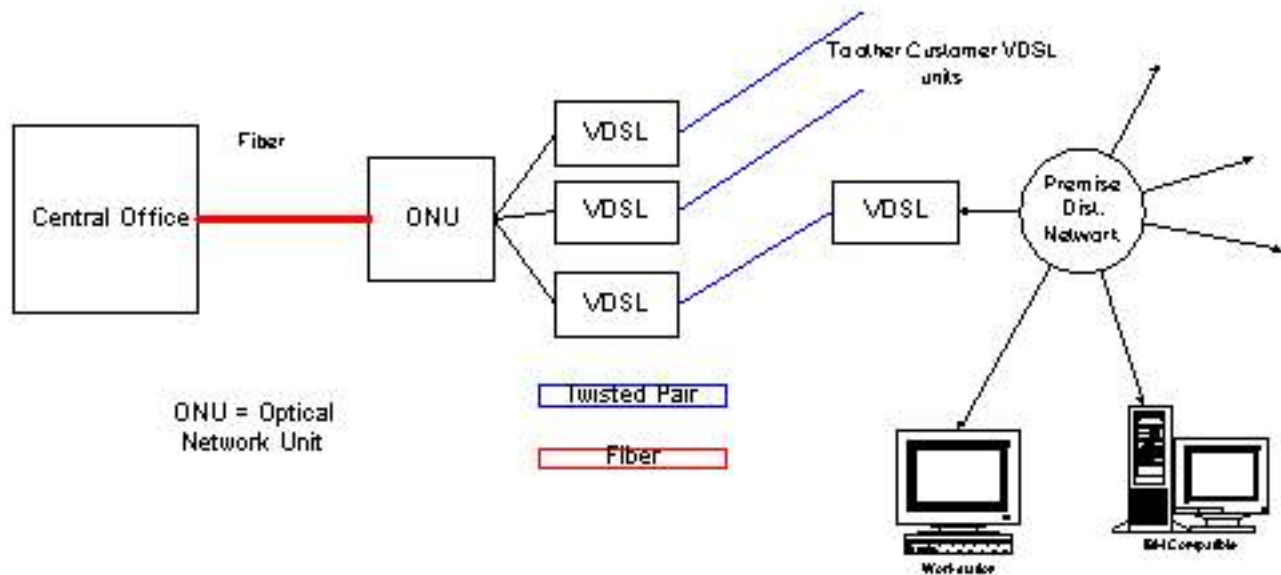 To other Customer VDSL
units
Fiber
Central Office
ONU
VDSL
VDSL
VDSL
VDSL
Premise
Dist.
Network
ONU = Optical
Network Unit
Twisted Pair
Fiber
Workstation
IBM Compatible